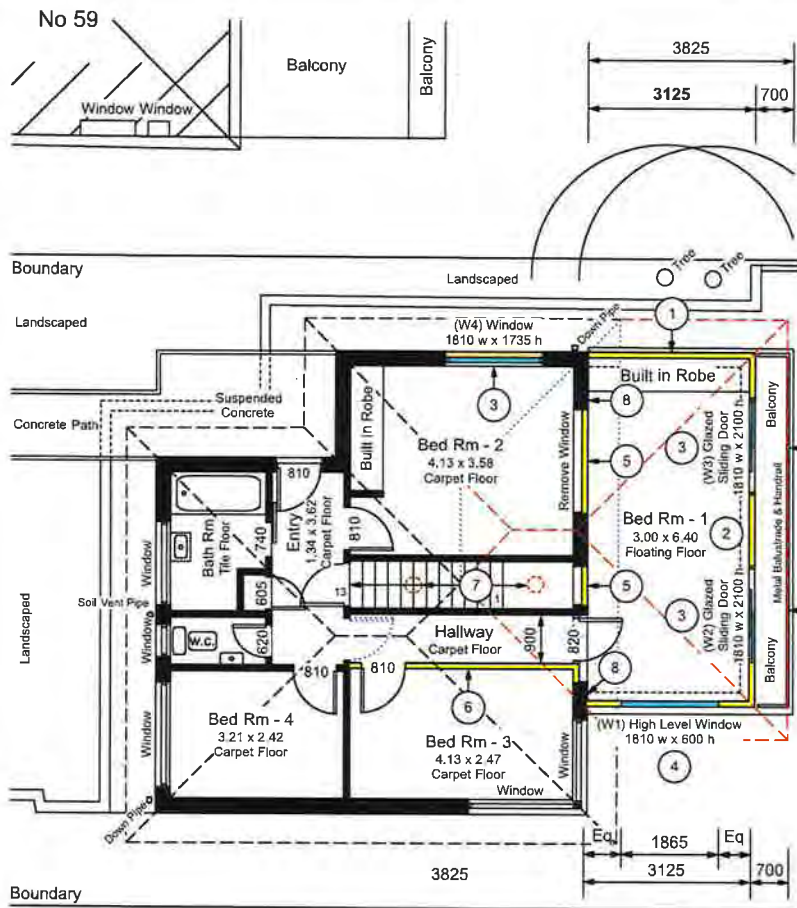 No 59
Window Window
Balcony
Balcony
3825
3125
700
Boundary
Landscaped
Tree
Tree
Landscaped
1
(W4) Window
1810 w x 1735 h
Down Pipe
Suspended
Concrete
Concrete Path
3
Built in Robe
8
Built in Robe
Bed Rm - 2
4.13 x 3.58
Carpet Floor
Remove Window
5
3
(W3) Glazed
Sliding Door
1810 w x 2100 h
Balcony
810
Entry
1.34 x 3.62
Carpet Floor
810
Bath Rm
Tile Floor
740
Window
Bed Rm - 1
3.00 x 6.40
Floating Floor
2
Metal Balustrade & Handrail
Landscaped
605
13
7
1
5
3
(W2) Glazed
Sliding Door
1810 w x 2100 h
Soil Vent Pipe
Window
W.C.
620
Hallway
Carpet Floor
900
820
Balcony
810
810
8
Window
Bed Rm - 4
3.21 x 2.42
Carpet Floor
6
Bed Rm - 3
4.13 x 2.47
Carpet Floor
Window
Window
(W1) High Level Window
1810 w x 600 h
4
Down Pipe
Eq
1865
Eq
3825
3125
700
Boundary